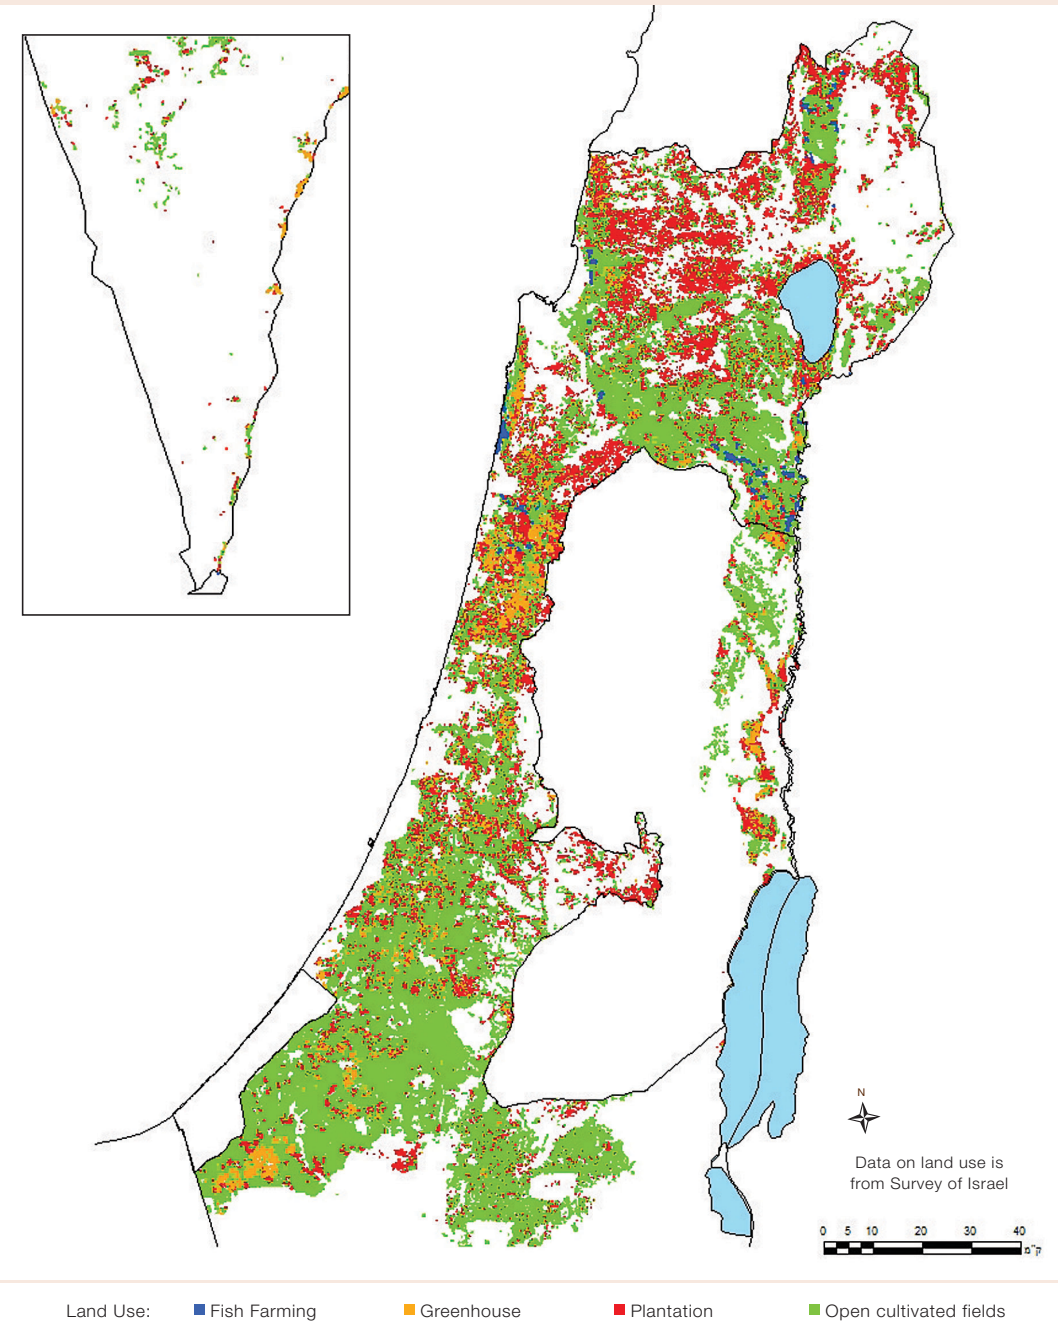 N
Data on land use is
from Survey of Israel
0 5 10 20 30 40
ק"מ
Land Use: Fish Farming Greenhouse Plantation Open cultivated fields